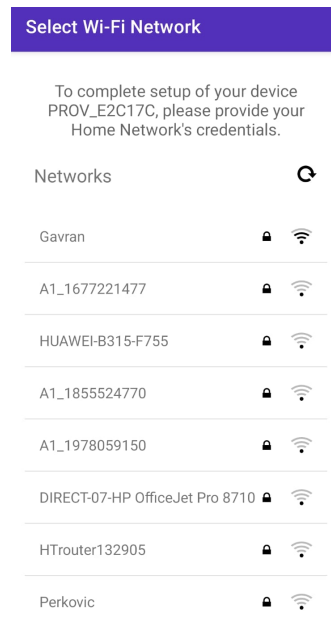 Select Wi-Fi Network
To complete setup of your device
PROV_E2C17C, please provide your
Home Network's credentials.
Networks
Gavran
A1_1677221477
HUAWEI-B315-F755
A1_1855524770
A1_1978059150
DIRECT-07-HP OfficeJet Pro 8710
HTrouter132905
Perkovic